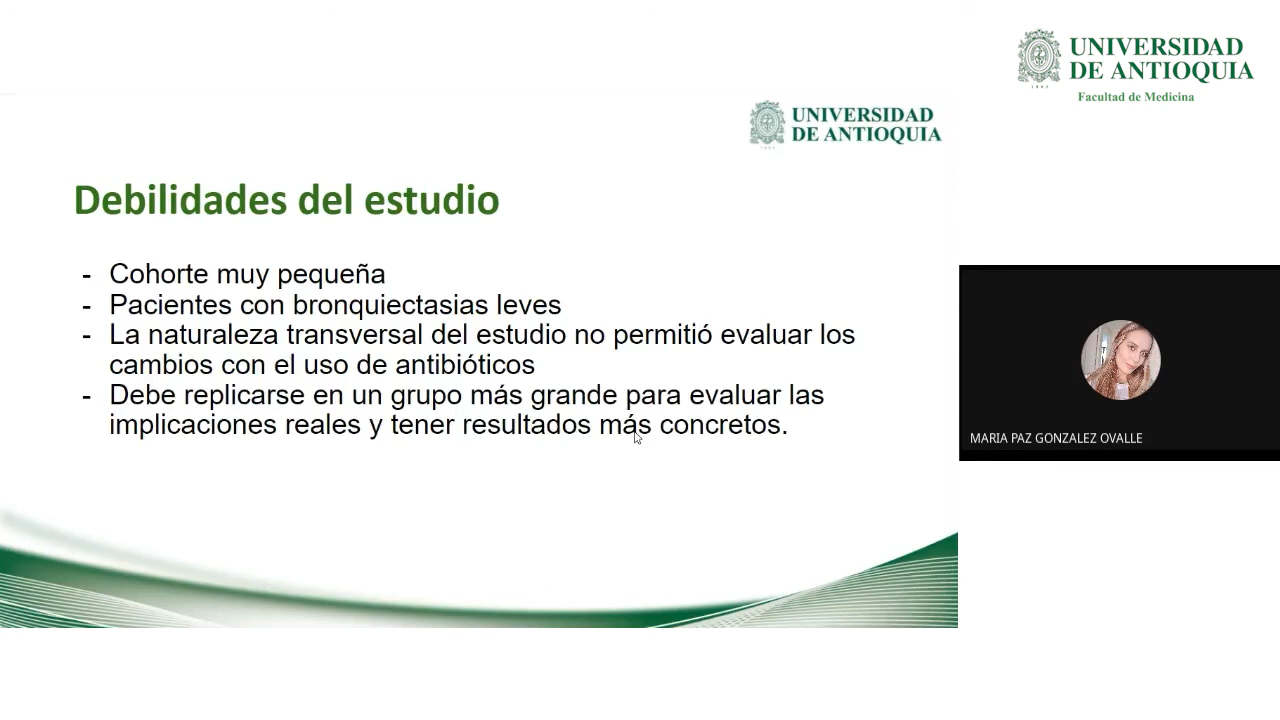 UNIVERSIDAD
DE ANTIOQUIA
Facultad de Medicina
UNIVERSIDAD
DE ANTIOQUIA
Debilidades del estudio
- Cohorte muy pequeña
- Pacientes con bronquiectasias leves
- La naturaleza transversal del estudio no permitió evaluar los
cambios con el uso de antibióticos
- Debe replicarse en un grupo más grande para evaluar las
implicaciones reales y tener resultados más concretos.
MARIA PAZ GONZALEZ OVALLE